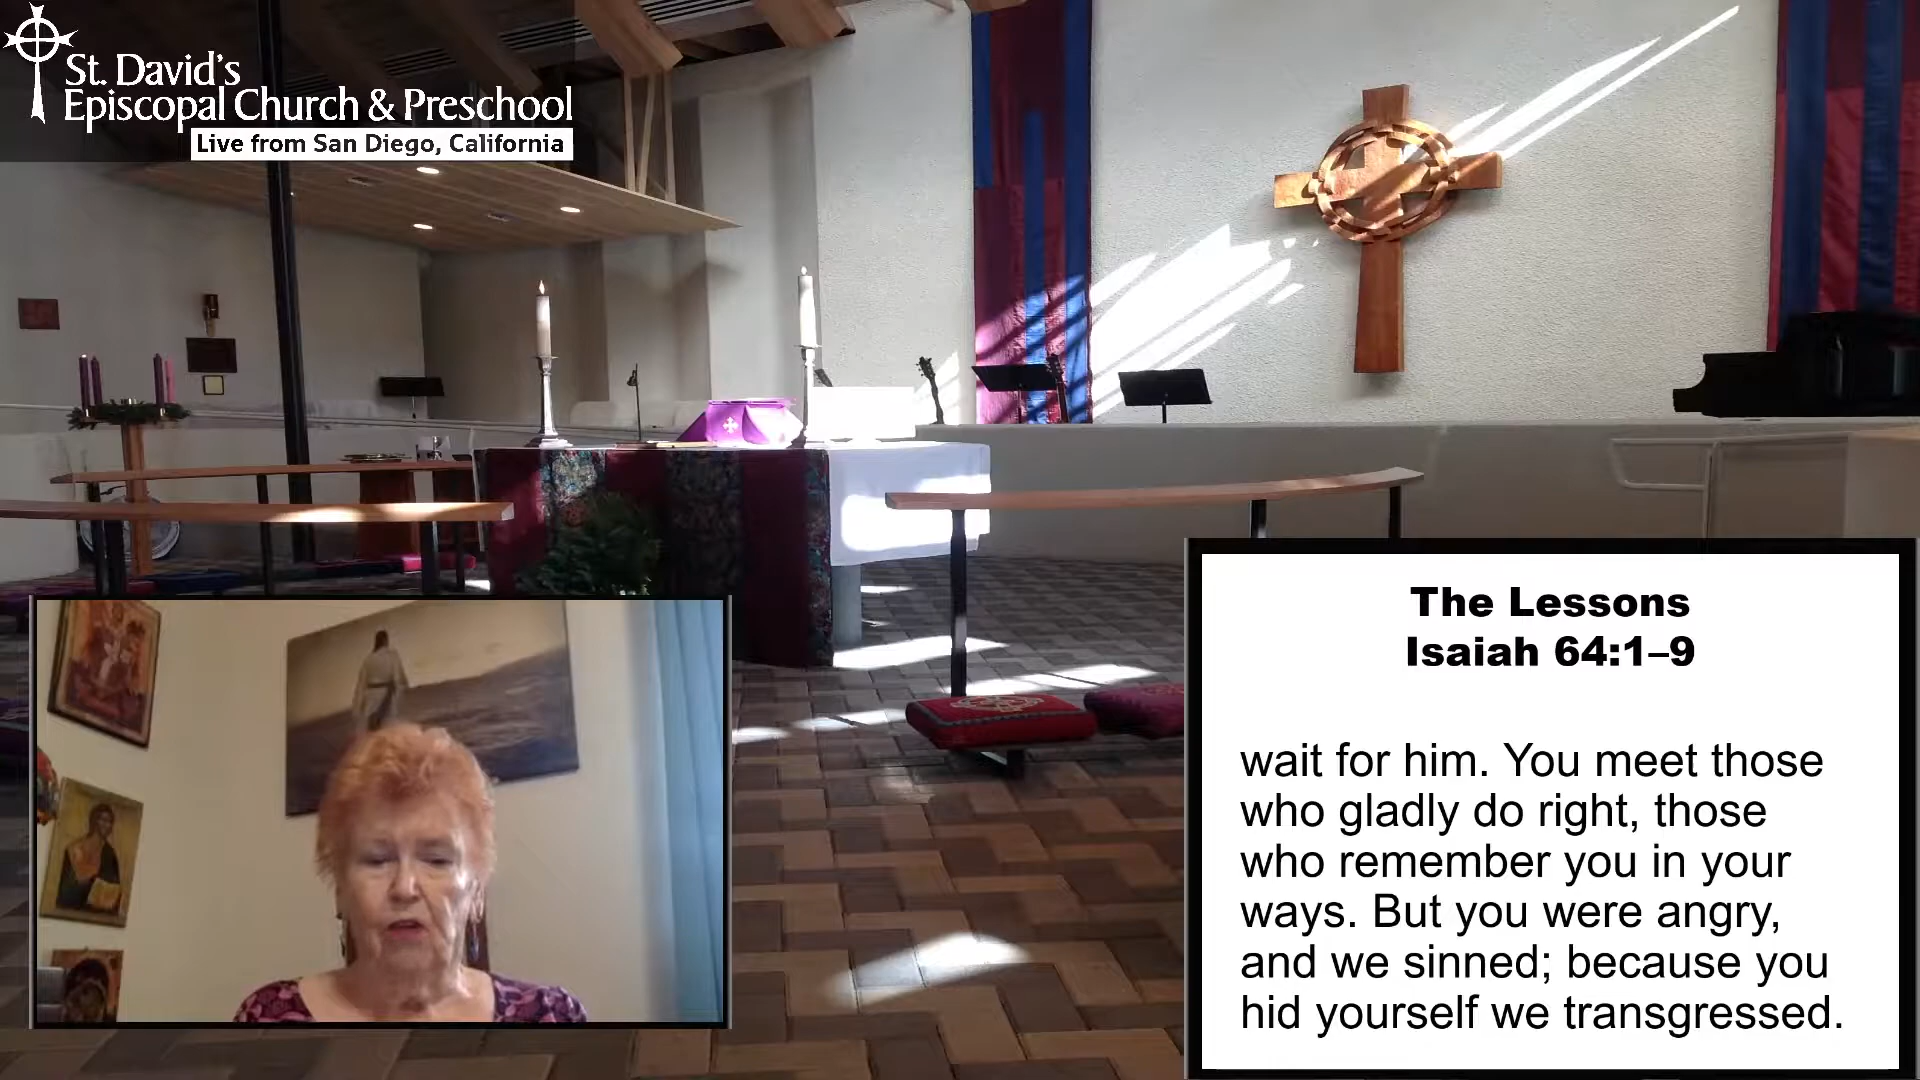 St. David's
Episcopal Church & Preschool
Live from San Diego, California
The Lessons
Isaiah 64:1–9
wait for him. You meet those
who gladly do right, those
who remember you in your
ways. But you were angry,
and we sinned; because you
hid yourself we transgressed.